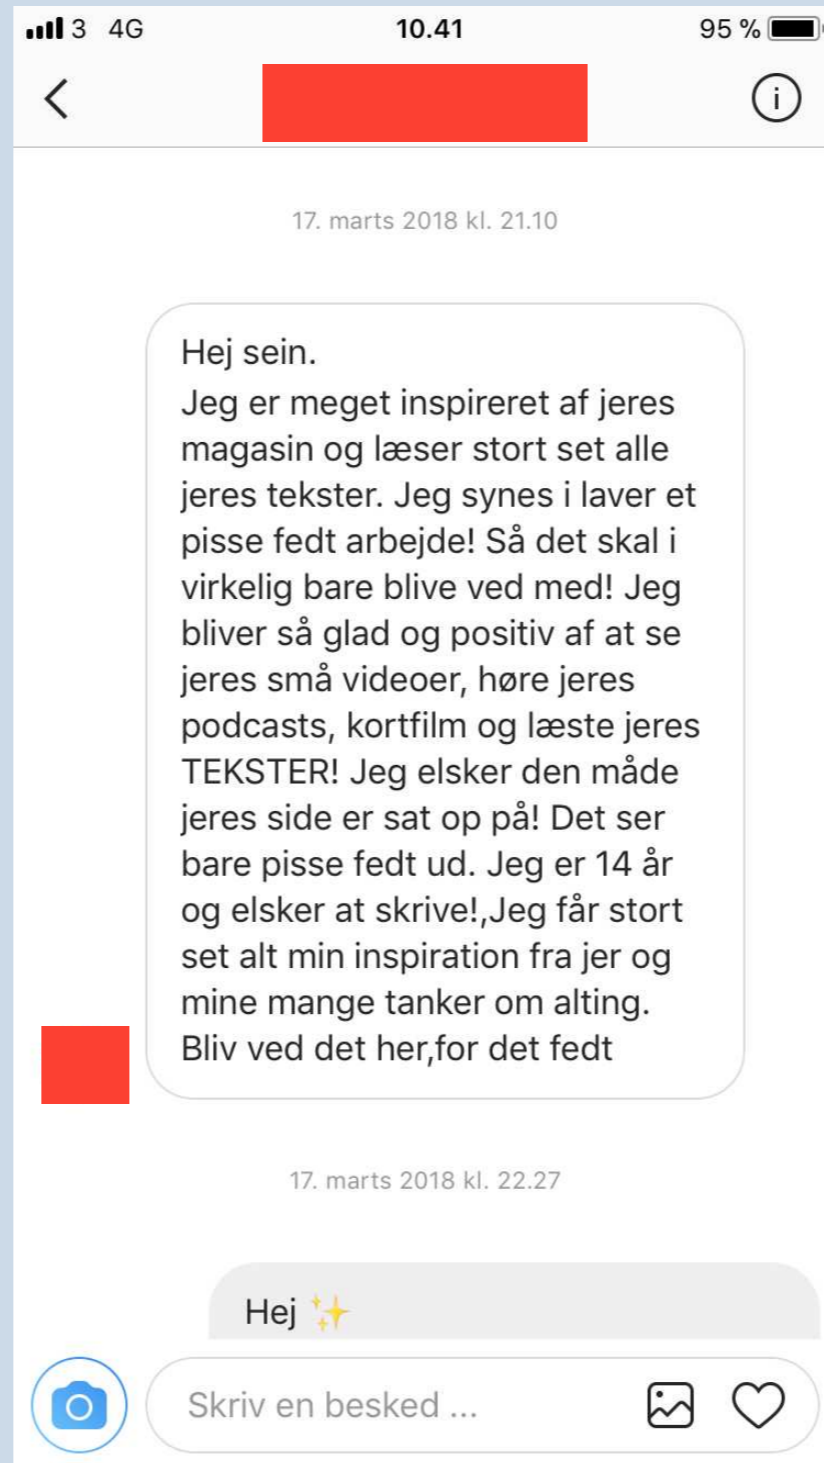 3 4G 10.41 95 %
17. marts 2018 kl. 21.10
Hej sein.
Jeg er meget inspireret af jeres
magasin og læser stort set alle
jeres tekster. Jeg synes i laver et
pisse fedt arbejde! Så det skal i
virkelig bare blive ved med! Jeg
bliver så glad og positiv af at se
jeres små videoer, høre jeres
podcasts, kortfilm og læste jeres
TEKSTER! Jeg elsker den måde
jeres side er sat op på! Det ser
bare pisse fedt ud. Jeg er 14 år
og elsker at skrive!,Jeg får stort
set alt min inspiration fra jer og
mine mange tanker om alting.
Bliv ved det her,for det fedt
17. marts 2018 kl. 22.27
Hej ✨
Skriv en besked ...